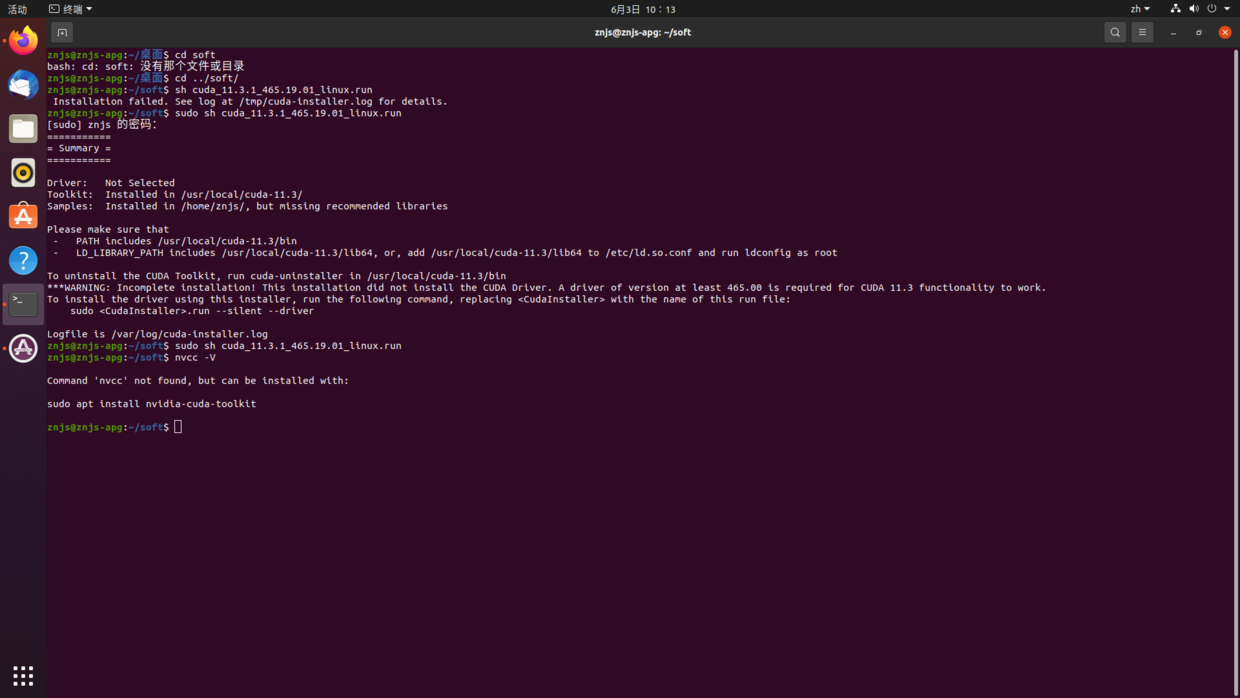 活动 终端 6月3日 10：13 zh
znjs@znjs-apg: ~/soft
znjs@znjs-apg:~/桌面$ cd soft
bash: cd: soft: 没有那个文件或目录
znjs@znjs-apg:~/桌面$ cd ../soft/
znjs@znjs-apg:~/soft$ sh cuda_11.3.1_465.19.01_linux.run
 Installation failed. See log at /tmp/cuda-installer.log for details.
znjs@znjs-apg:~/soft$ sudo sh cuda_11.3.1_465.19.01_linux.run
[sudo] znjs 的密码：
===========
= Summary =
===========
Driver:   Not Selected
Toolkit:  Installed in /usr/local/cuda-11.3/
Samples:  Installed in /home/znjs/, but missing recommended libraries
Please make sure that
 -   PATH includes /usr/local/cuda-11.3/bin
 -   LD_LIBRARY_PATH includes /usr/local/cuda-11.3/lib64, or, add /usr/local/cuda-11.3/lib64 to /etc/ld.so.conf and run ldconfig as root
To uninstall the CUDA Toolkit, run cuda-uninstaller in /usr/local/cuda-11.3/bin
***WARNING: Incomplete installation! This installation did not install the CUDA Driver. A driver of version at least 465.00 is required for CUDA 11.3 functionality to work.
To install the driver using this installer, run the following command, replacing <CudaInstaller> with the name of this run file:
    sudo <CudaInstaller>.run --silent --driver
Logfile is /var/log/cuda-installer.log
znjs@znjs-apg:~/soft$ sudo sh cuda_11.3.1_465.19.01_linux.run
znjs@znjs-apg:~/soft$ nvcc -V
Command 'nvcc' not found, but can be installed with:
sudo apt install nvidia-cuda-toolkit
znjs@znjs-apg:~/soft$